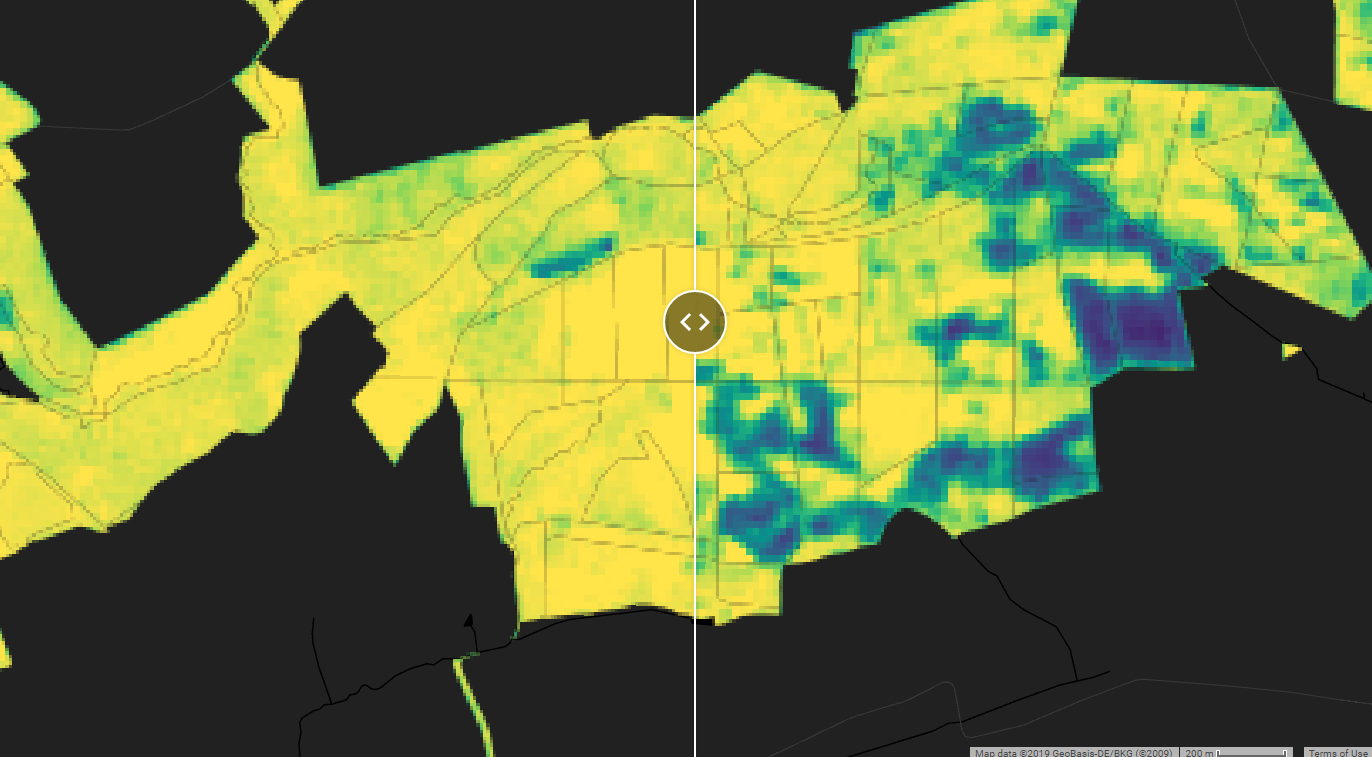 Map data ©2019 GeoBasis-DE/BKG (©2009)
200 m
Terms of Use